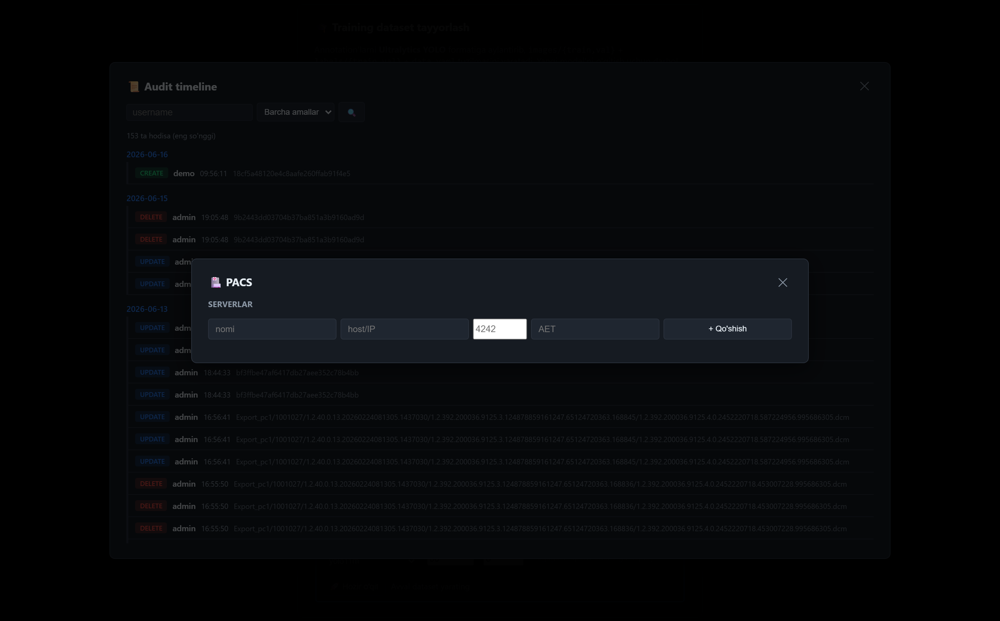 Training dataset tayyorlash
Audit timeline
username
Barcha amallar
153 ta hodisa (eng so'nggi)
2026-06-16
CREATE demo 09:56:11 18cf5a48120e4c8aafe260ffab91f4e5
2026-06-15
DELETE admin 19:05:48 9b2443dd03704b37ba851a3b9160ad9d
DELETE admin 19:05:48 9b2443dd03704b37ba851a3b9160ad9d
UPDATE
UPDATE
PACS
SERVERLAR
nomi
host/IP
4242
AET
+ Qo'shish
2026-06-13
UPDATE
UPDATE
UPDATE admin 18:44:33 bf3ffbe47af6417db27aee352c78b4bb
UPDATE admin 18:44:33 bf3ffbe47af6417db27aee352c78b4bb
UPDATE admin 16:56:41 Export_pc1/1001027/1.2.40.0.13.20260224081305.1437030/1.2.392.200036.9125.3.124878859161247.65124720363.168845/1.2.392.200036.9125.4.0.2452220718.587224956.995686305.dcm
UPDATE admin 16:56:41 Export_pc1/1001027/1.2.40.0.13.20260224081305.1437030/1.2.392.200036.9125.3.124878859161247.65124720363.168845/1.2.392.200036.9125.4.0.2452220718.587224956.995686305.dcm
UPDATE admin 16:56:41 Export_pc1/1001027/1.2.40.0.13.20260224081305.1437030/1.2.392.200036.9125.3.124878859161247.65124720363.168845/1.2.392.200036.9125.4.0.2452220718.587224956.995686305.dcm
DELETE admin 16:55:50 Export_pc1/1001027/1.2.40.0.13.20260224081305.1437030/1.2.392.200036.9125.3.124878859161247.65124720363.168836/1.2.392.200036.9125.4.0.2452220718.453007228.995686305.dcm
DELETE admin 16:55:50 Export_pc1/1001027/1.2.40.0.13.20260224081305.1437030/1.2.392.200036.9125.3.124878859161247.65124720363.168836/1.2.392.200036.9125.4.0.2452220718.453007228.995686305.dcm
DELETE admin 16:55:50 Export_pc1/1001027/1.2.40.0.13.20260224081305.1437030/1.2.392.200036.9125.3.124878859161247.65124720363.168836/1.2.392.200036.9125.4.0.2452220718.453007228.995686305.dcm